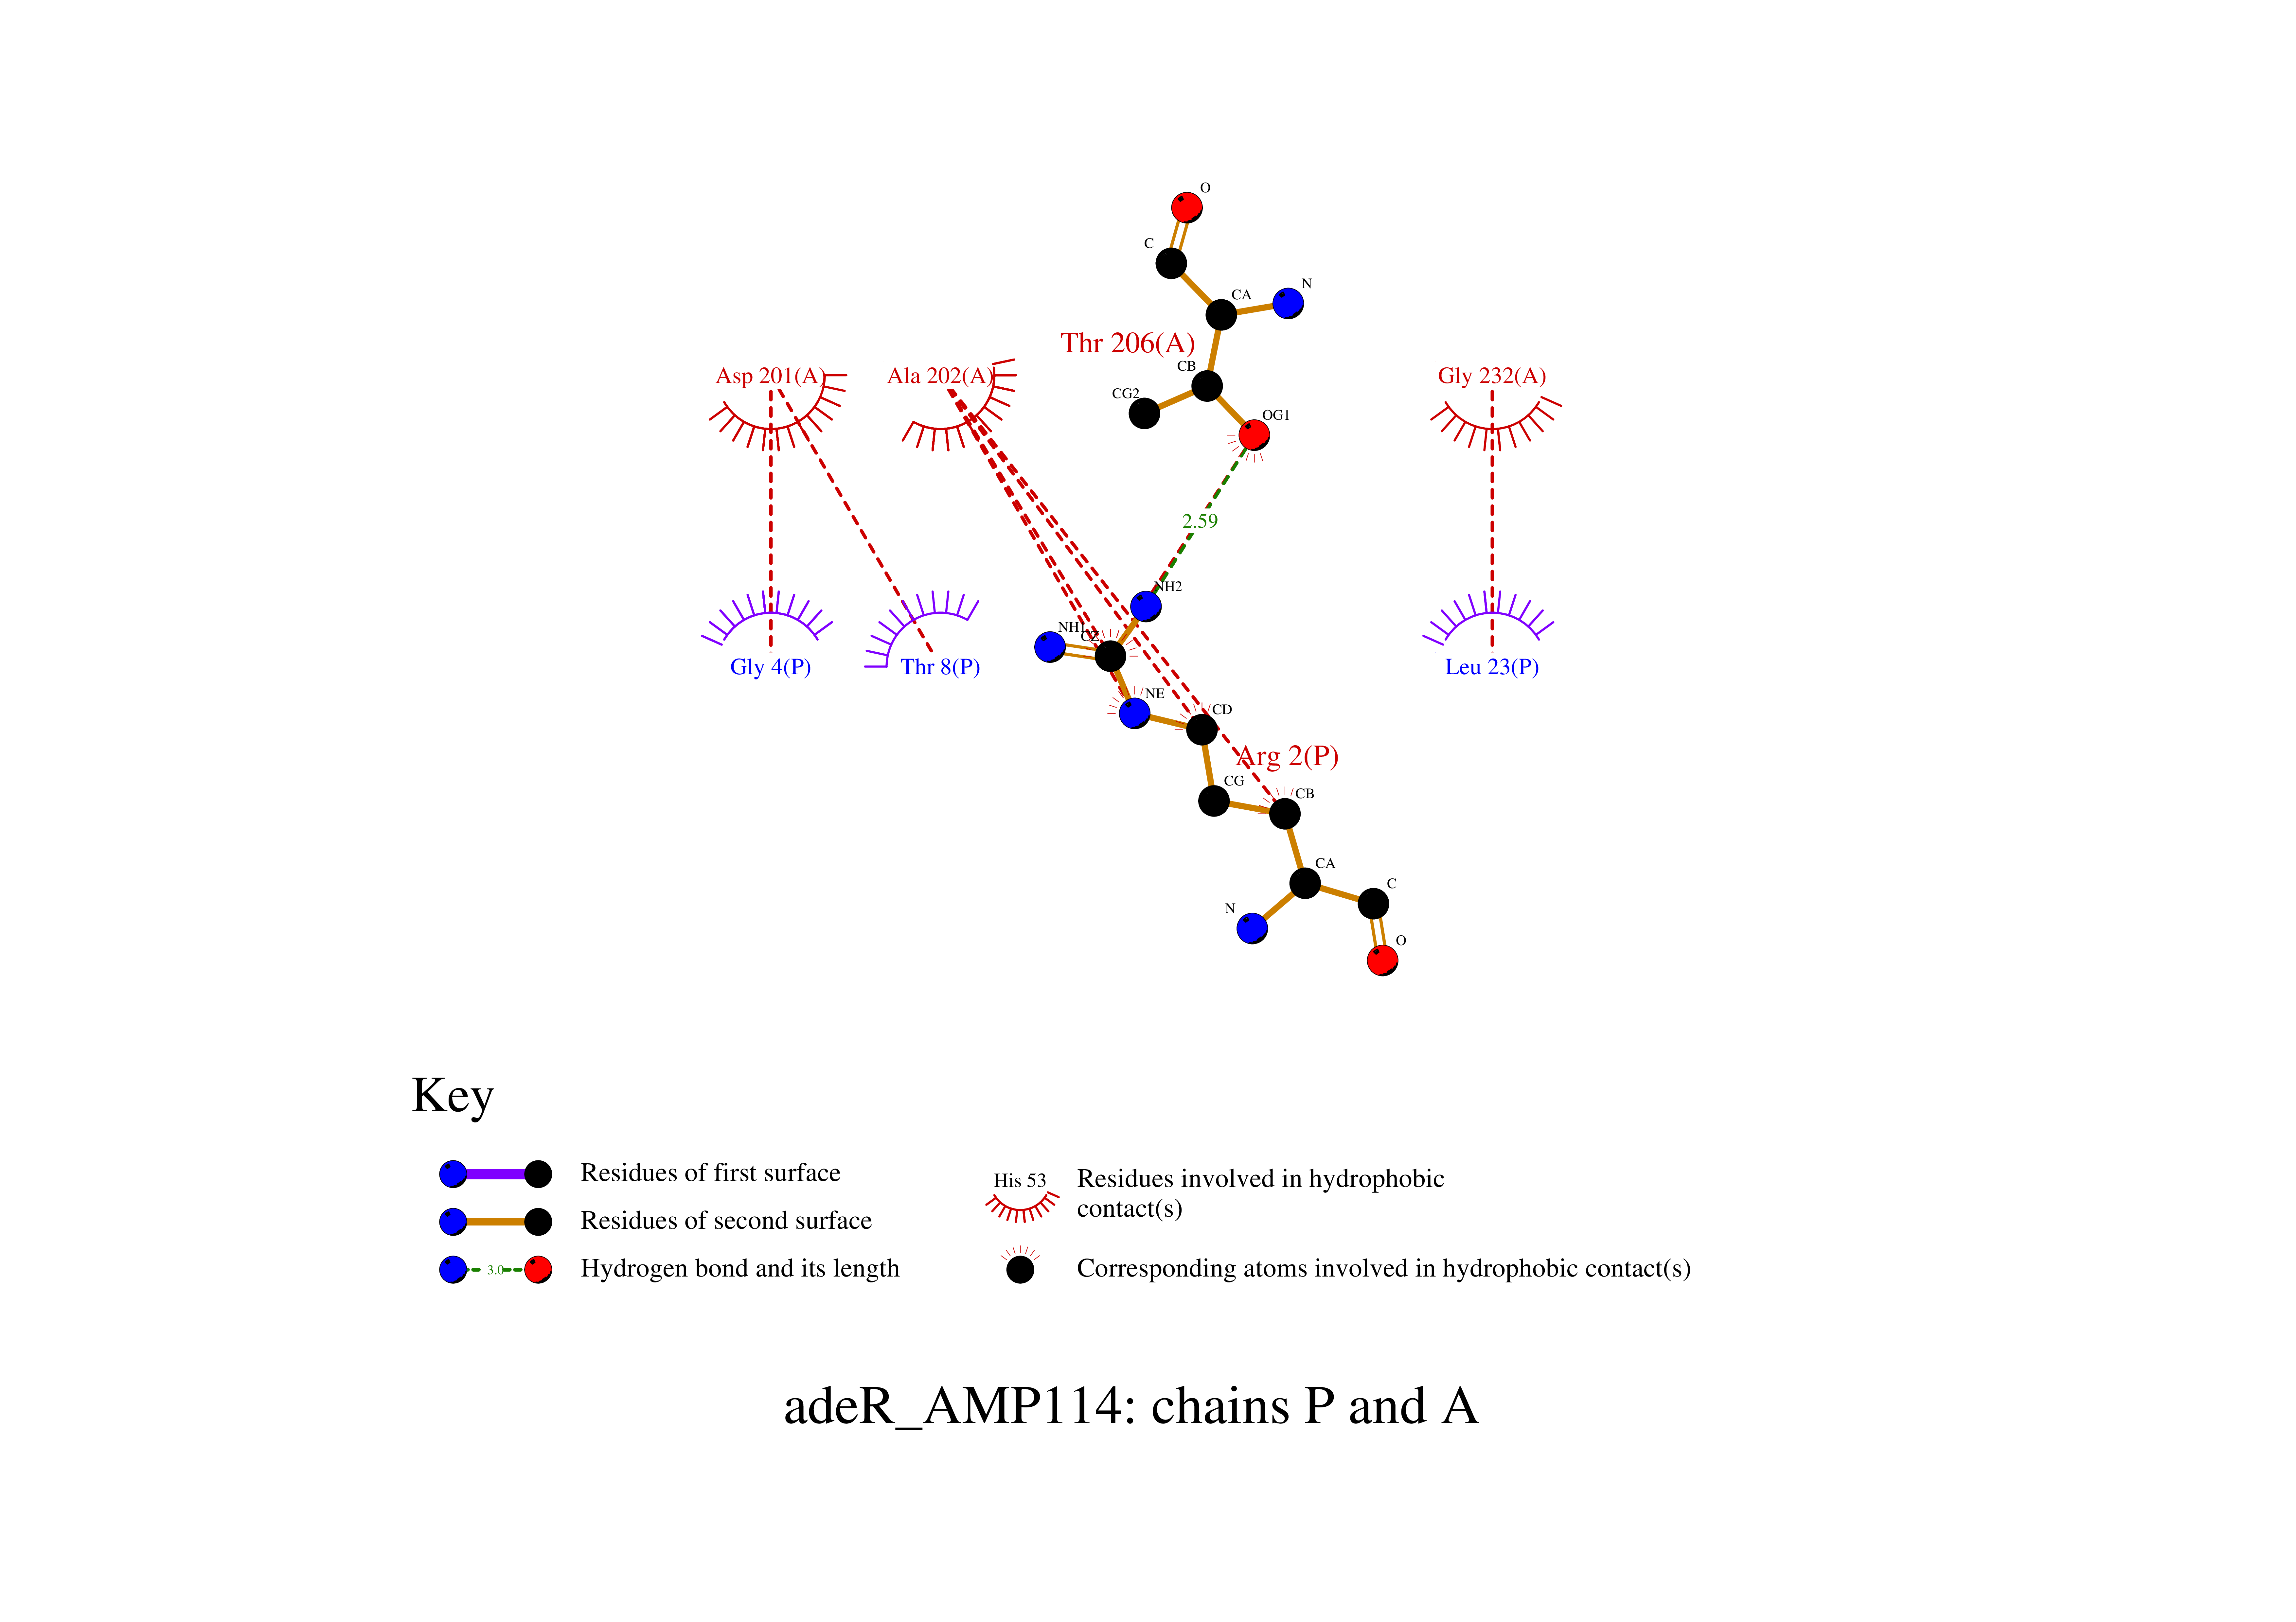 O
C
N
CA
Thr 206(A)
CB
Asp 201(A) Ala 202(A) Gly 232(A)
CG2
OG1
2.59
NH2
NH1
CZ
Gly 4(P) Thr 8(P) Leu 23(P)
NE
CD
Arg 2(P)
CG
CB
CA
C
N
O
Key
Residues of first surface
Residues of second surface
3.0 Hydrogen bond and its length
His 53 Residues involved in hydrophobic
contact(s)
Corresponding atoms involved in hydrophobic contact(s)
adeR_AMP114: chains P and A